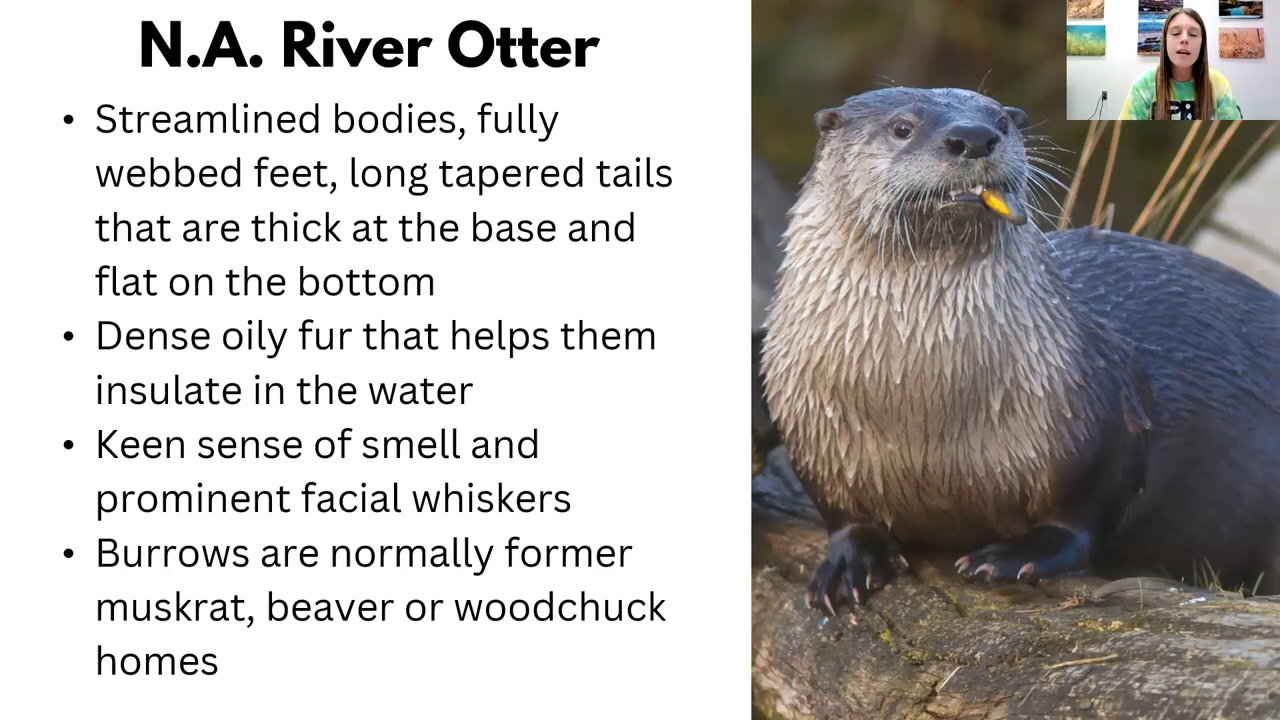 N.A. River Otter
• Streamlined bodies, fully
webbed feet, long tapered tails
that are thick at the base and
flat on the bottom
• Dense oily fur that helps them
insulate in the water
• Keen sense of smell and
prominent facial whiskers
• Burrows are normally former
muskrat, beaver or woodchuck
homes